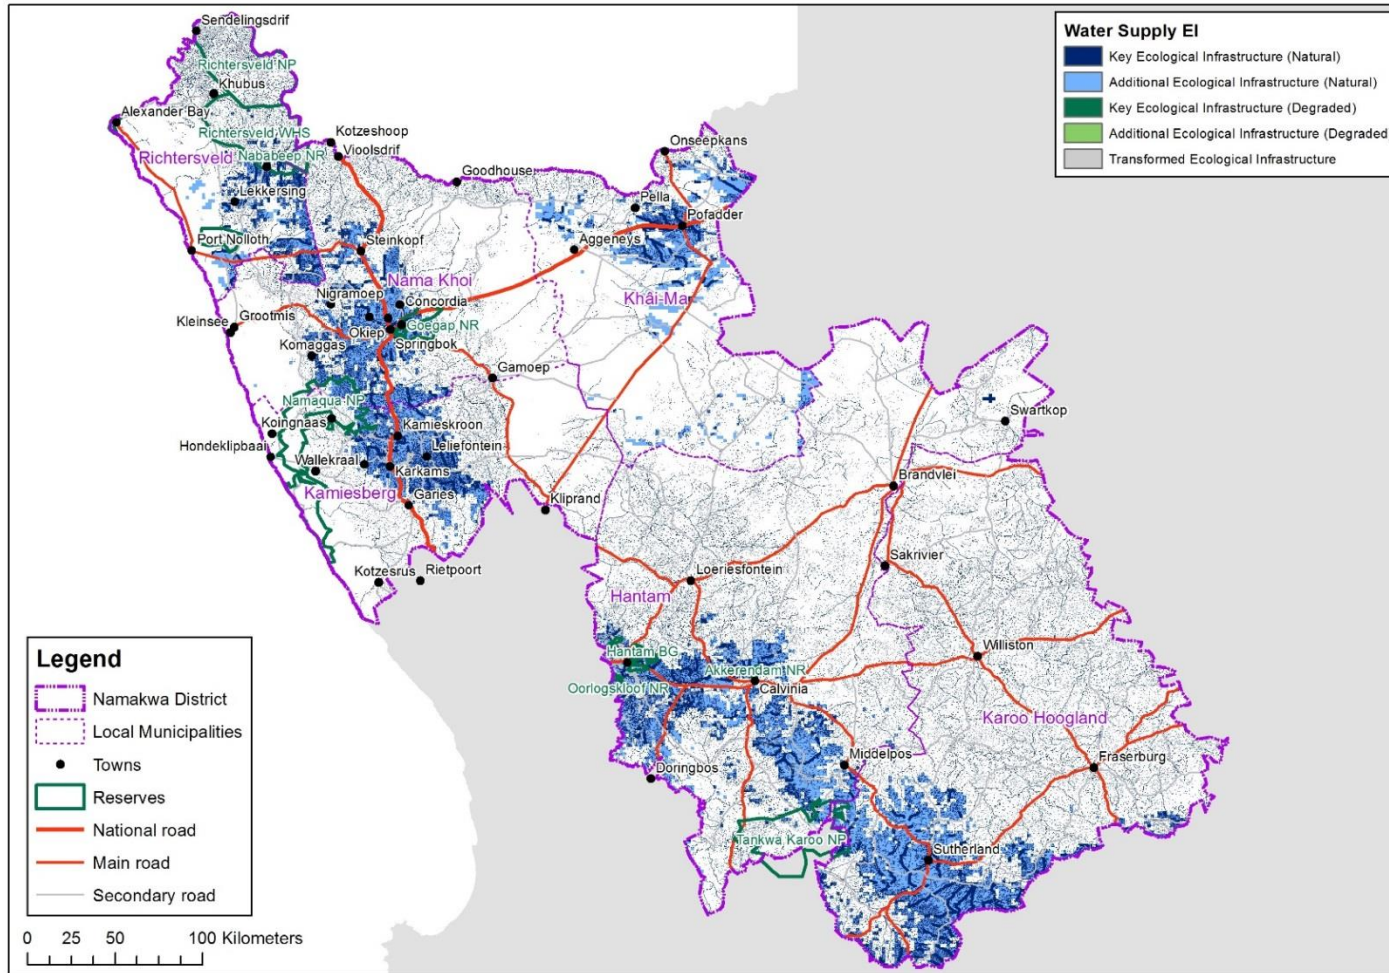 Sendelingsdrif
Richtersveld NP
Khubus
Alexander Bay
Richtersveld WHS
Richtersveld
Nababeep NR
Lekkersing
Port Nolloth
Kotzeshoop
Vioolsdrif
Goodhouse
Onseepkans
Pella
Pofadder
Aggeneys
Steinkopf
Nama Khoi
Khâi-Ma
Nigramoep
Concordia
Goegap NR
Okiep
Springbok
Kleinsee
Grootmis
Komaggas
Gamoep
Namaqua NP
Koingnaas
Kamieskroon
Hondeklipbaai
Wallekraal
Leliefontein
Karkams
Kamiesberg
Garies
Kliprand
Kotzesrus
Rietpoort
Swartkop
Brandvlei
Sakrivier
Loeriesfontein
Hantam
Hantam BG
Akkerendam NR
Oorlogskloof NR
Calvinia
Williston
Karoo Hoogland
Doringbos
Middelpos
Fraserburg
Tankwa Karoo NP
Sutherland
Water Supply EI
Key Ecological Infrastructure (Natural)
Additional Ecological Infrastructure (Natural)
Key Ecological Infrastructure (Degraded)
Additional Ecological Infrastructure (Degraded
Transformed Ecological Infrastructure
Legend
Namakwa District
Local Municipalities
Towns
Reserves
National road
Main road
Secondary road
0 25 50 100 Kilometers